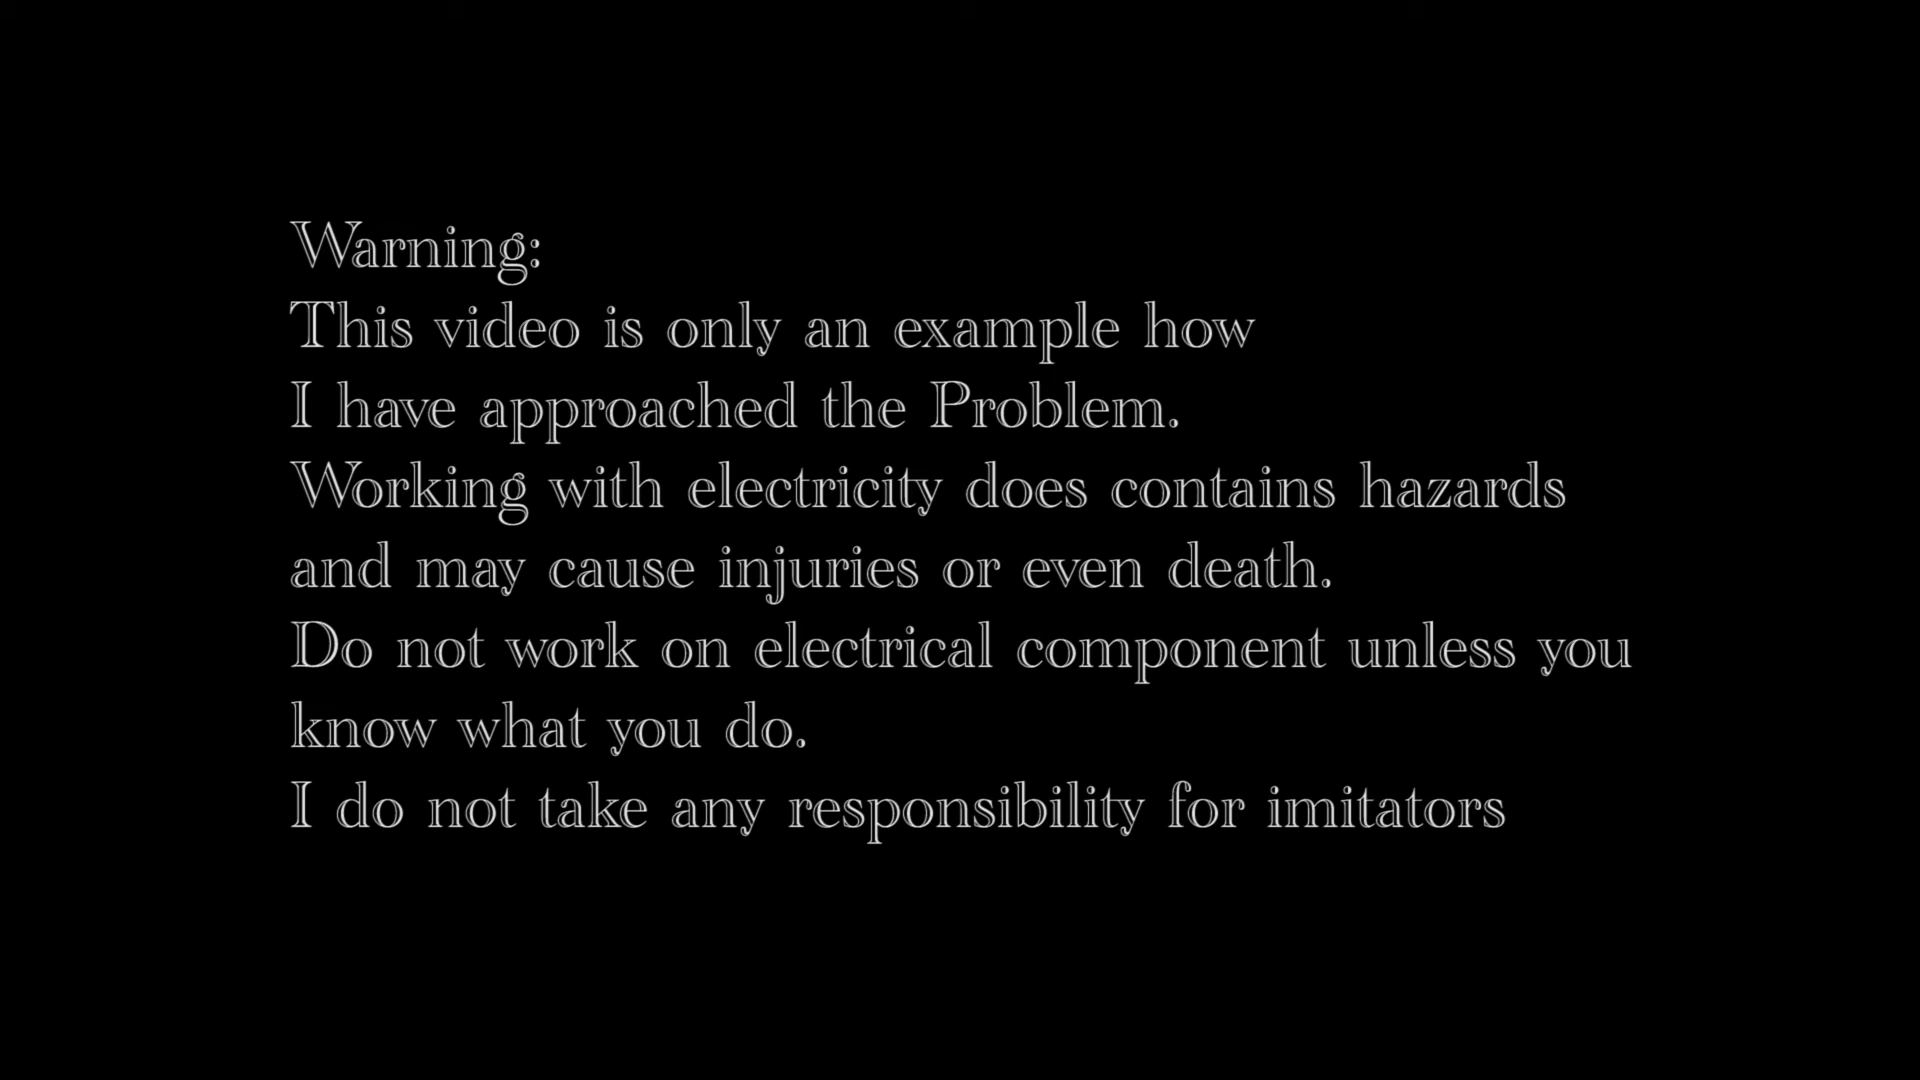 Warning:
This video is only an example how
I have approached the Problem.
Working with electricity does contains hazards
and may cause injuries or even death.
Do not work on electrical component unless you
know what you do.
I do not take any responsibility for imitators